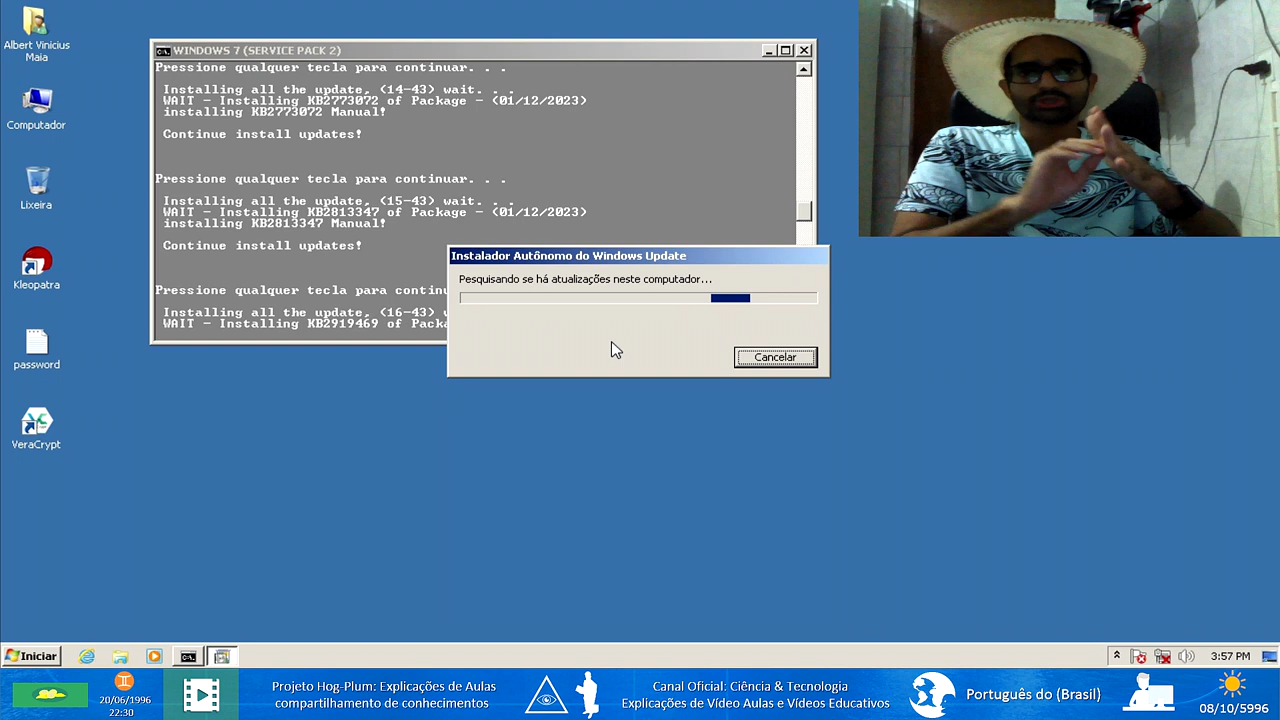 Albert Vinicius
Maia
Computador
Lixeira
Kleopatra
password
VeraCrypt
WINDOWS 7 (SERVICE PACK 2)
Pressione qualquer tecla para continuar. . .
Installing all the update, (14-43) wait. . .
WAIT - Installing KB2773072 of Package - (01/12/2023)
installing KB2773072 Manual!
Continue install updates!
Pressione qualquer tecla para continuar. . .
Installing all the update, (15-43) wait. . .
WAIT - Installing KB2813347 of Package - (01/12/2023)
installing KB2813347 Manual!
Continue install updates!
Pressione qualquer tecla para continu
Installing all the update, (16-43) w
WAIT - Installing KB2919469 of Packa
Instalador Autônomo do Windows Update
Pesquisando se há atualizações neste computador...
Cancelar
Iniciar
3:57 PM
20/06/1996
22:30
Projeto Hog-Plum: Explicações de Aulas
compartilhamento de conhecimentos
Canal Oficial: Ciência & Tecnologia
Explicações de Vídeo Aulas e Vídeos Educativos
Português do (Brasil)
08/10/5996